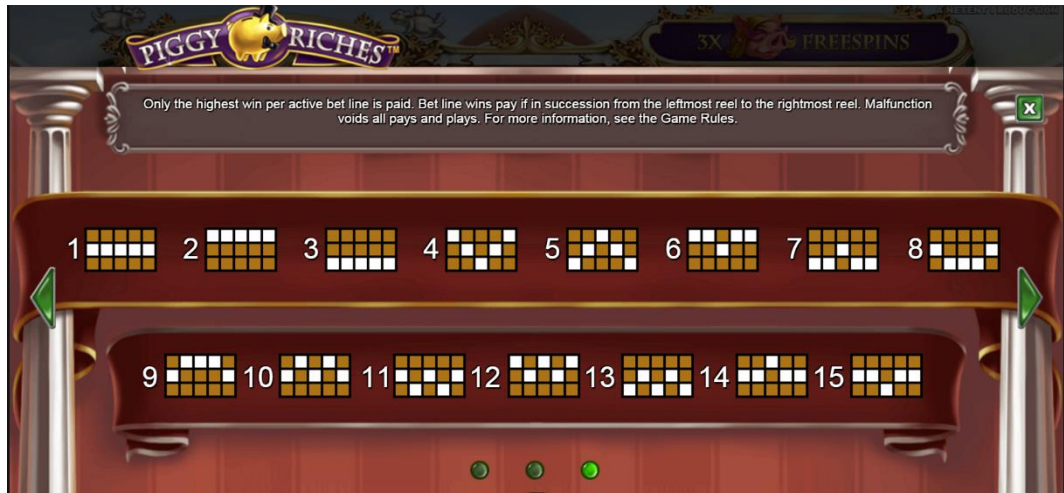 PIGGY RICHES™
3X FREESPINS
Only the highest win per active bet line is paid. Bet line wins pay if in succession from the leftmost reel to the rightmost reel. Malfunction
voids all pays and plays. For more information, see the Game Rules.
X
1 2 3 4 5 6 7 8
9 10 11 12 13 14 15